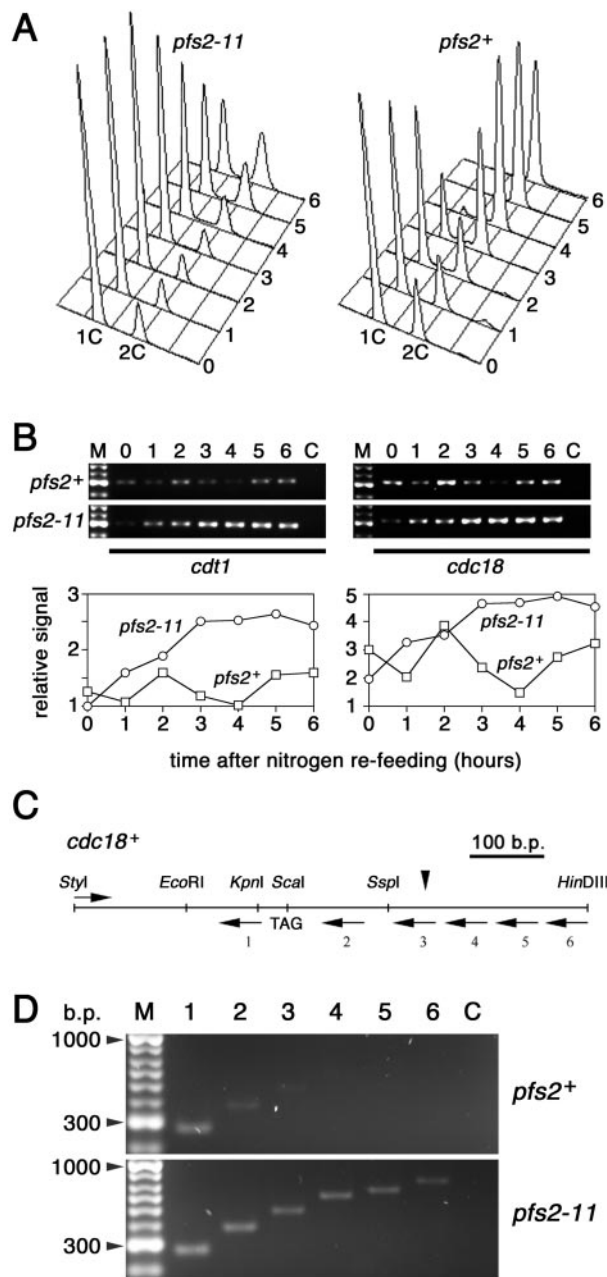 A
pfs2-11 pfs2+
6 6
5 5
4 4
3 3
2 2
1 1
1C 2C 0 1C 2C 0
B
M 0 1 2 3 4 5 6 C M 0 1 2 3 4 5 6 C
pfs2+
pfs2-11
cdt1 cdc18
relative signal
3 2 1
pfs2-11
pfs2+
0 1 2 3 4 5 6
5 4 3 2 1
pfs2-11
pfs2+
0 1 2 3 4 5 6
time after nitrogen re-feeding (hours)
C
cdc18+ 100 b.p.
StyI EcoRI KpnI ScaI SspI HinDIII
TAG
1 2 3 4 5 6
D
b.p. M 1 2 3 4 5 6 C
1000
300
pfs2+
1000
300
pfs2-11